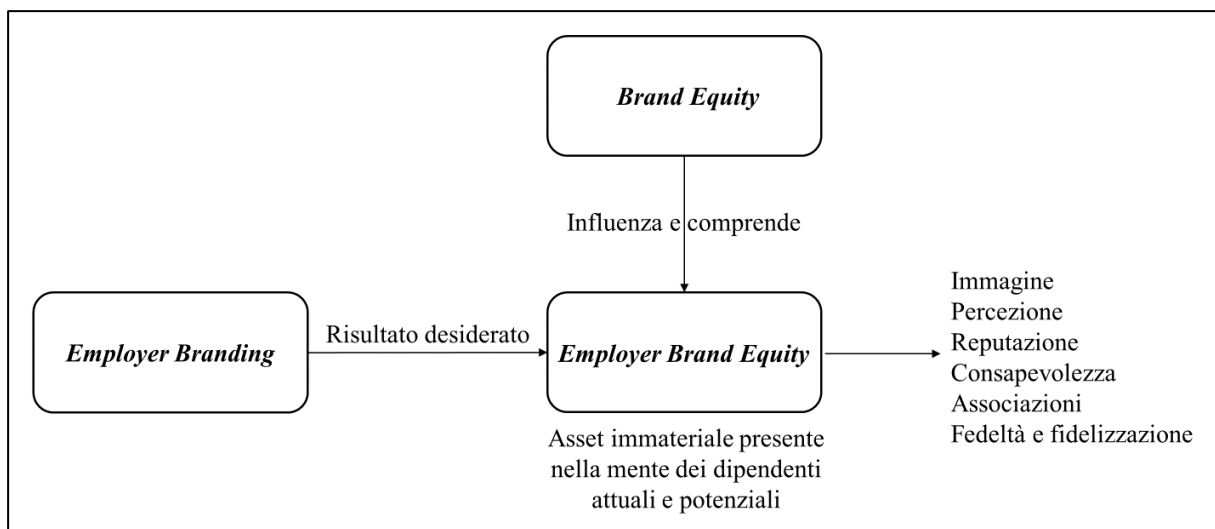 Brand Equity
Influenza e comprende
Employer Branding
Risultato desiderato
Employer Brand Equity
Asset immateriale presente
nella mente dei dipendenti
attuali e potenziali
Immagine
Percezione
Reputazione
Consapevolezza
Associazioni
Fedeltà e fidelizzazione